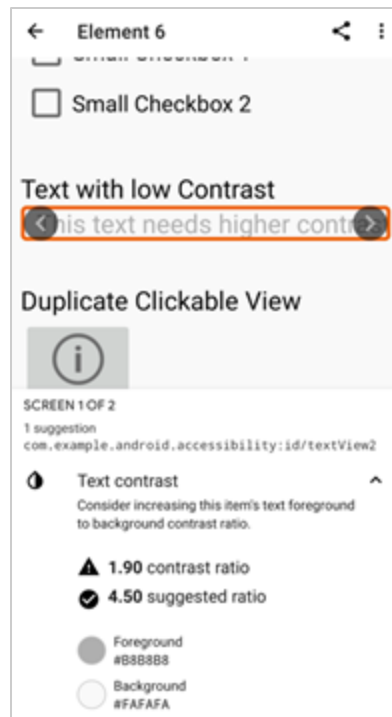 Element 6
Small Checkbox 2
Text with low Contrast
This text needs higher contras
Duplicate Clickable View
SCREEN 1 OF 2
1 suggestion
com.example.android.accessibility:id/textView2
Text contrast
Consider increasing this item's text foreground
to background contrast ratio.
1.90 contrast ratio
4.50 suggested ratio
Foreground
#B8B8B8
Background
#FAFAFA